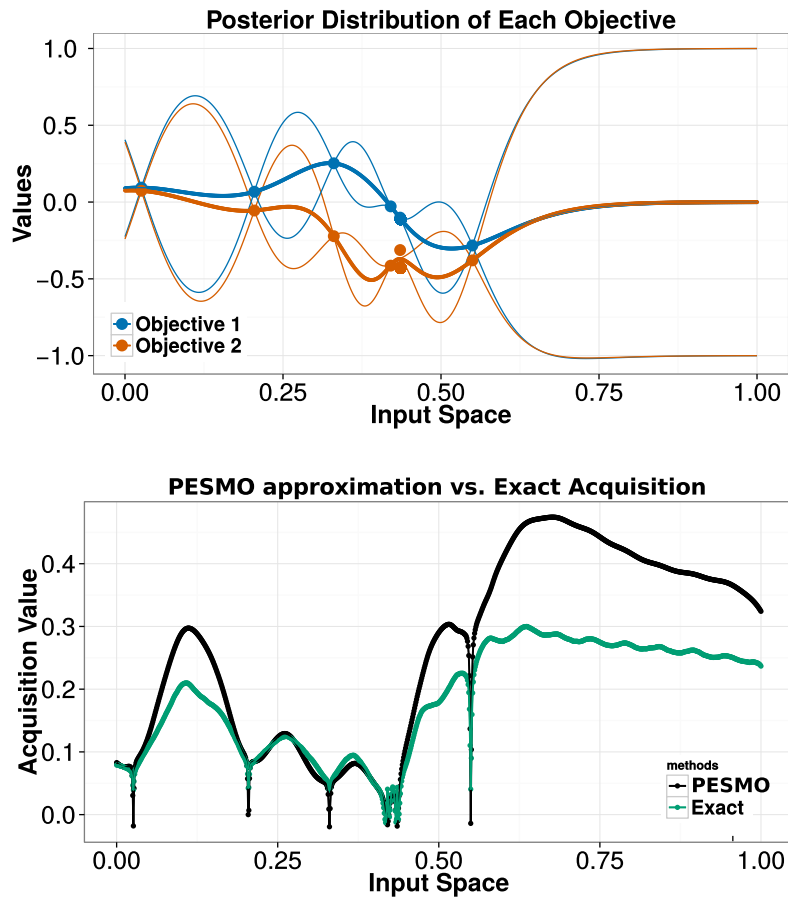 Posterior Distribution of Each Objective
Values
1.0
0.5
0.0
−0.5
−1.0
Objective 1
Objective 2
0.00 0.25 0.50 0.75 1.00
Input Space
PESMO approximation vs. Exact Acquisition
Acquisition Value
0.4
0.3
0.2
0.1
0.0
methods
PESMO
Exact
0.00 0.25 0.50 0.75 1.00
Input Space